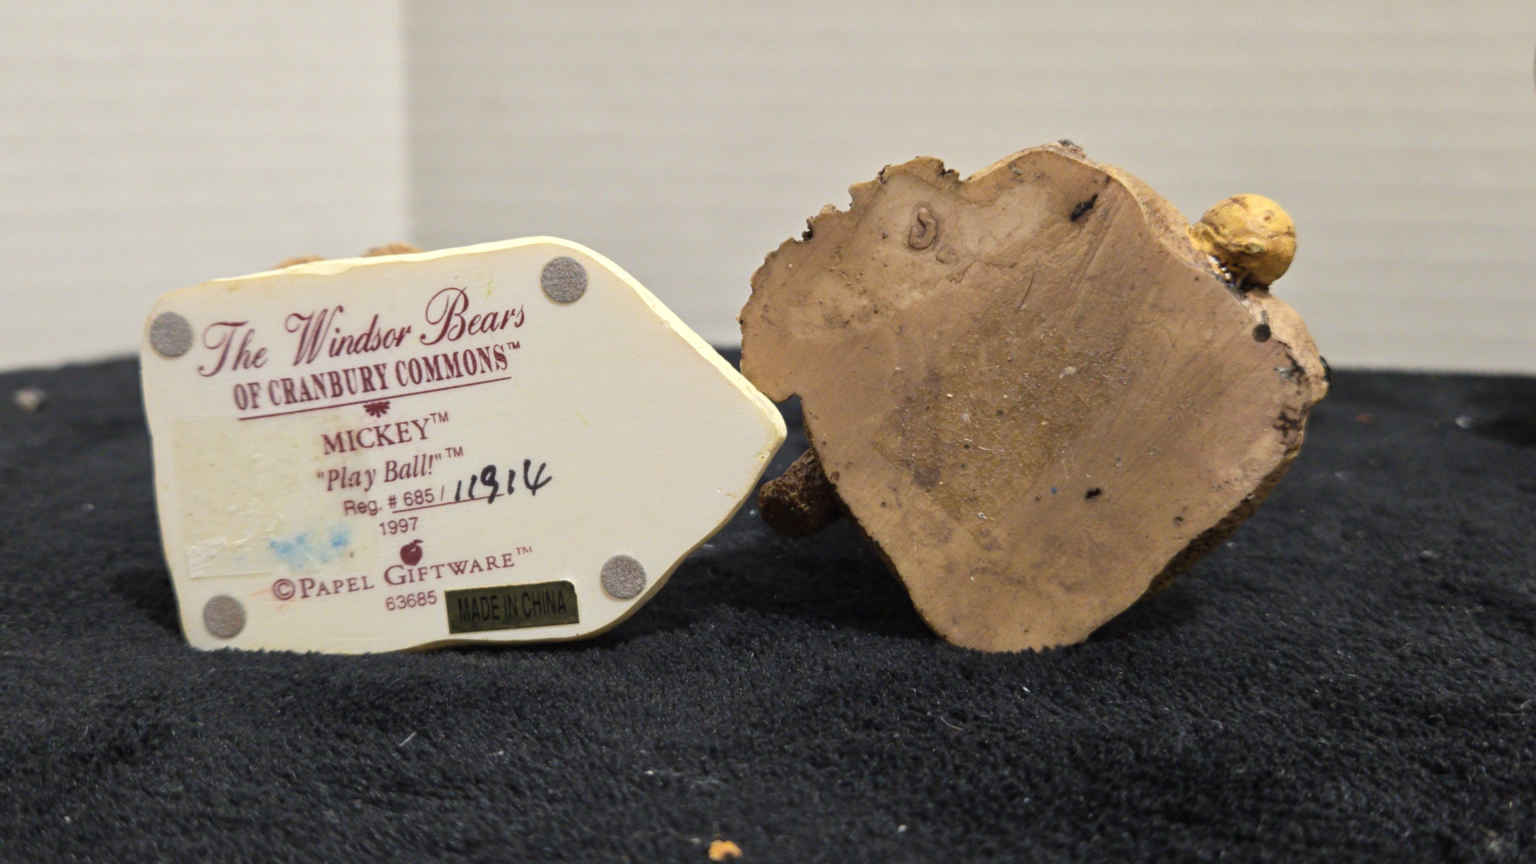 The Windsor Bears
OF CRANBURY COMMONS™
MICKEY™
"Play Ball!"™
Reg. # 685 / 11914
1997
©PAPEL GIFTWARE™
63685
MADE IN CHINA